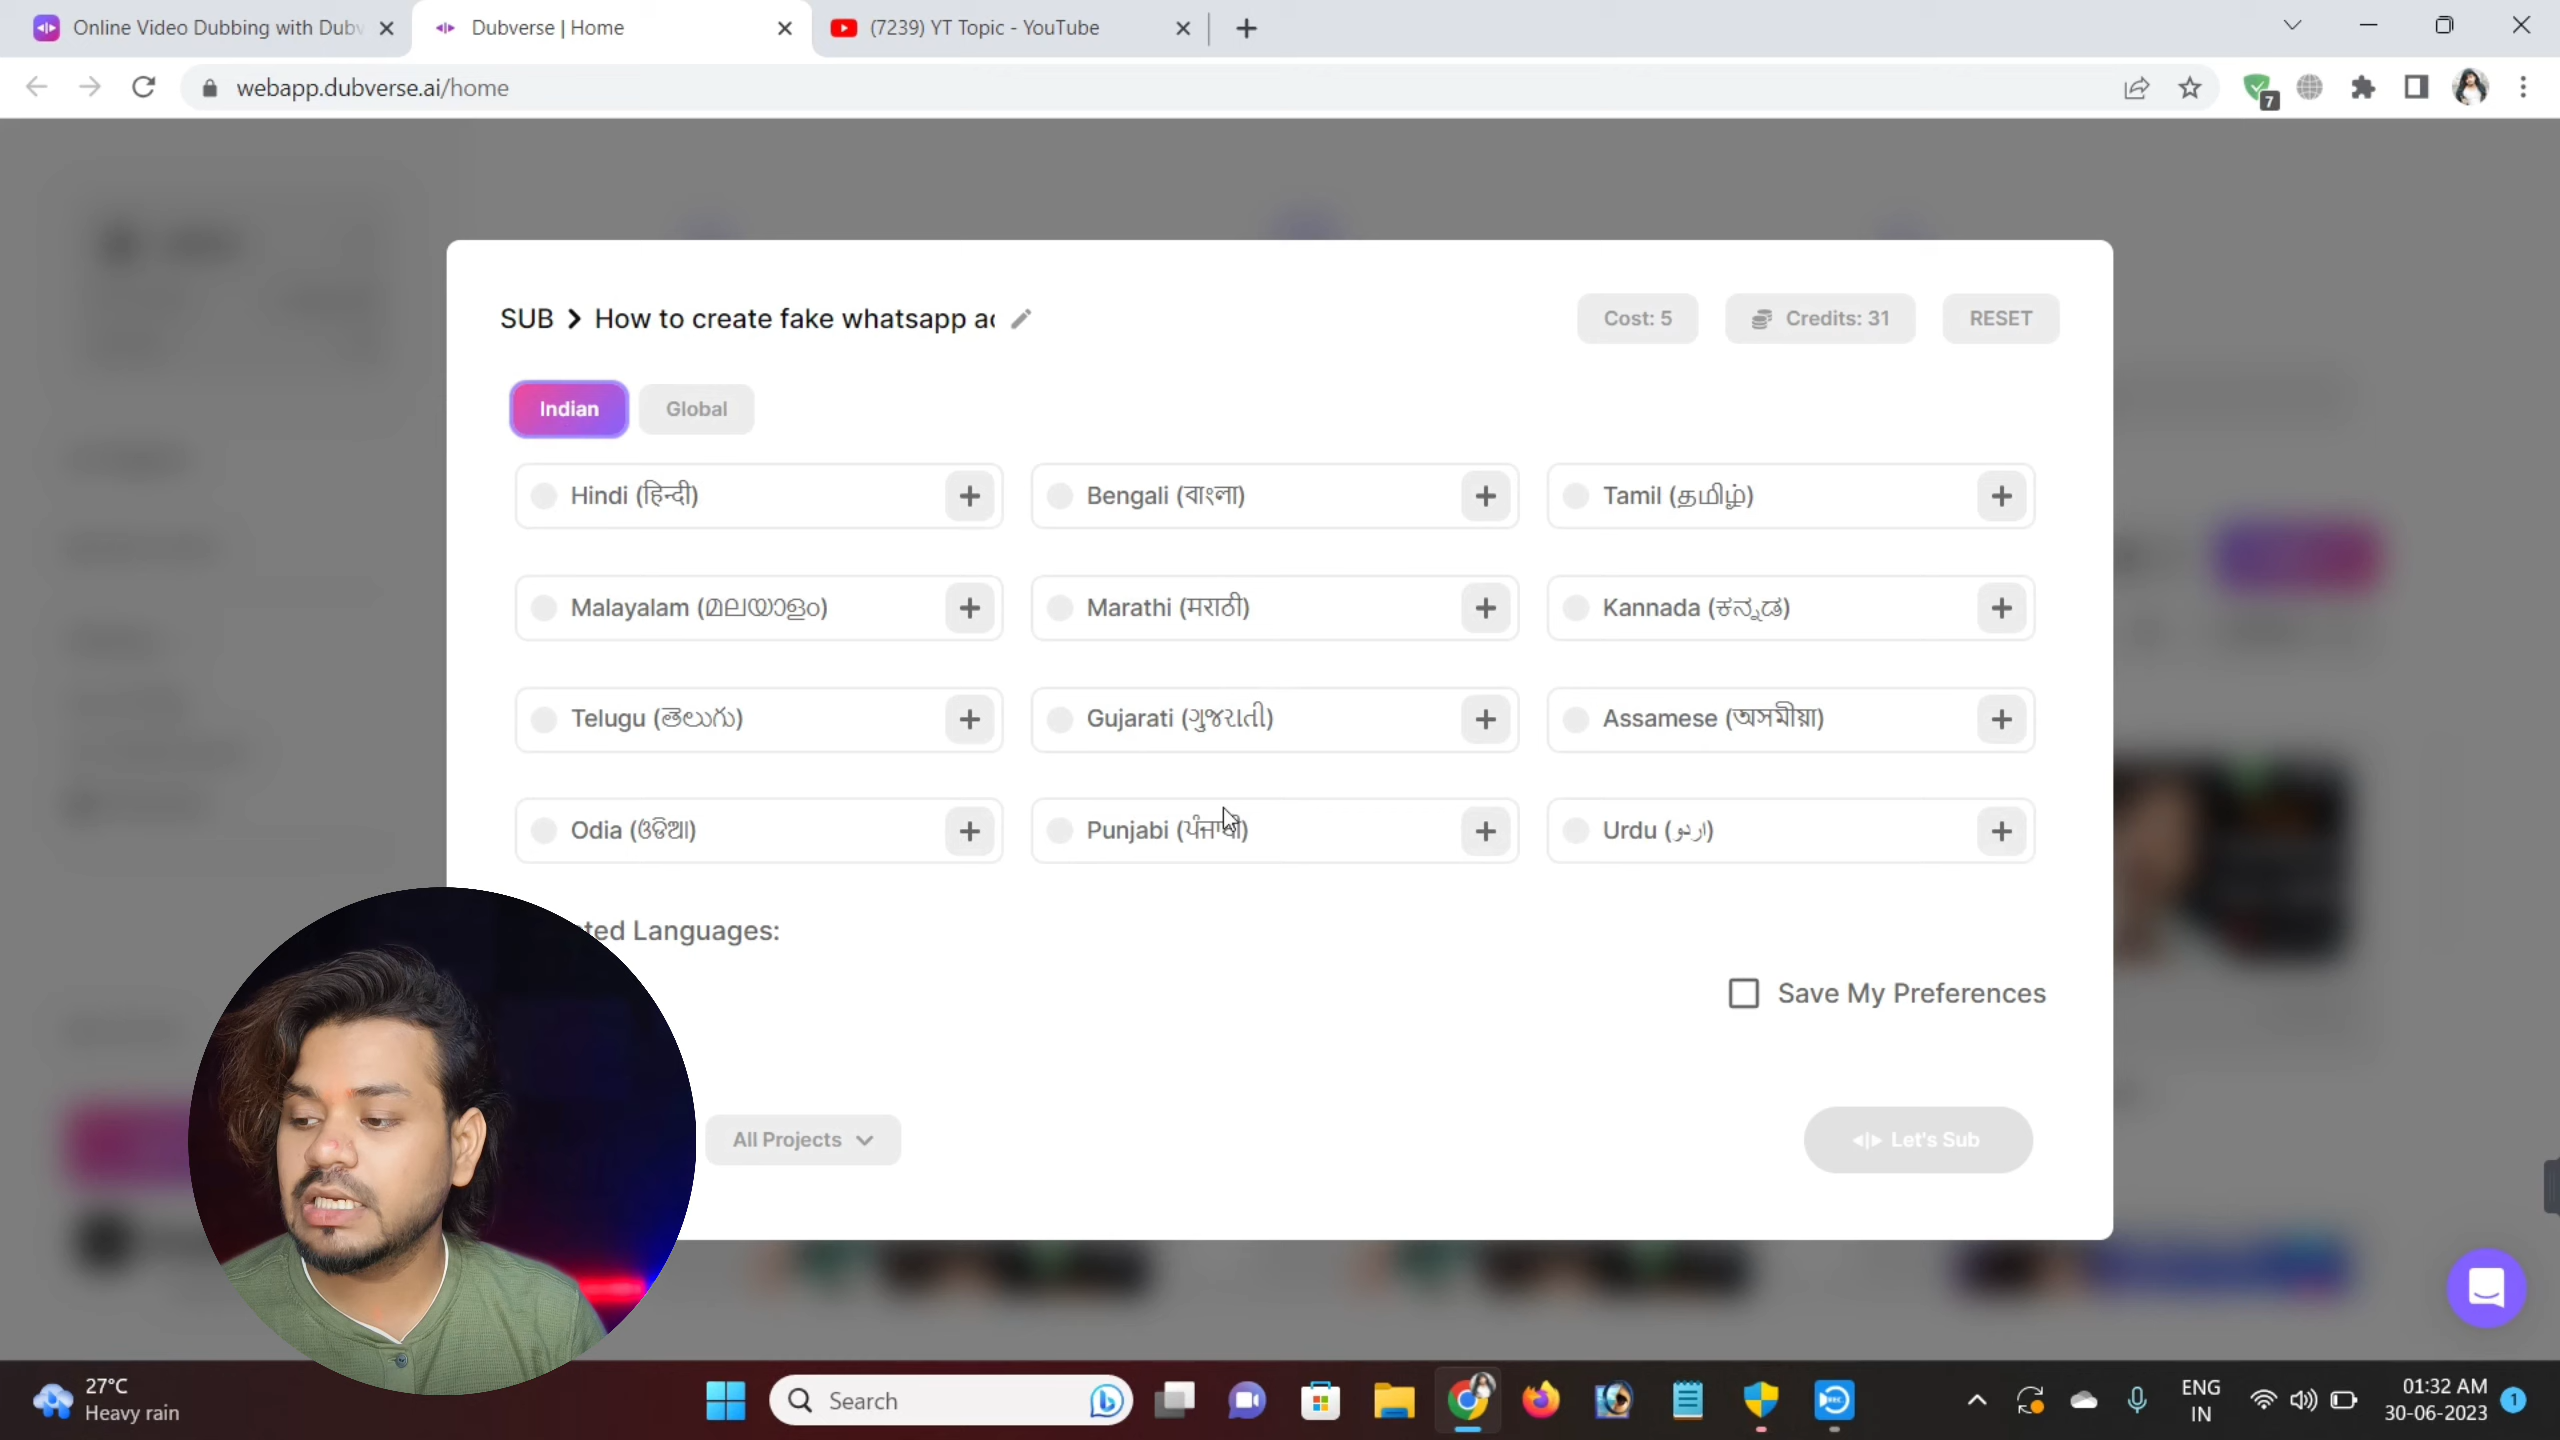 Online Video Dubbing with Dubv
Dubverse | Home
(7239) YT Topic - YouTube
webapp.dubverse.ai/home
7
SUB How to create fake whatsapp ac
Cost: 5
Credits: 31
RESET
Indian
Global
Hindi (हिन्दी)
Bengali (বাংলা)
Tamil (தமிழ்)
Malayalam (മലയാളം)
Marathi (मराठी)
Kannada (ಕನ್ನಡ)
Telugu (తెలుగు)
Gujarati (ગુજરાતી)
Assamese (অসমীয়া)
Odia (ଓଡିଆ)
Punjabi (ਪੰਜਾਬੀ)
Urdu (اردو)
ted Languages:
Save My Preferences
All Projects
Let's Sub
27°C
Heavy rain
Search
ENG
IN
01:32 AM
30-06-2023
1